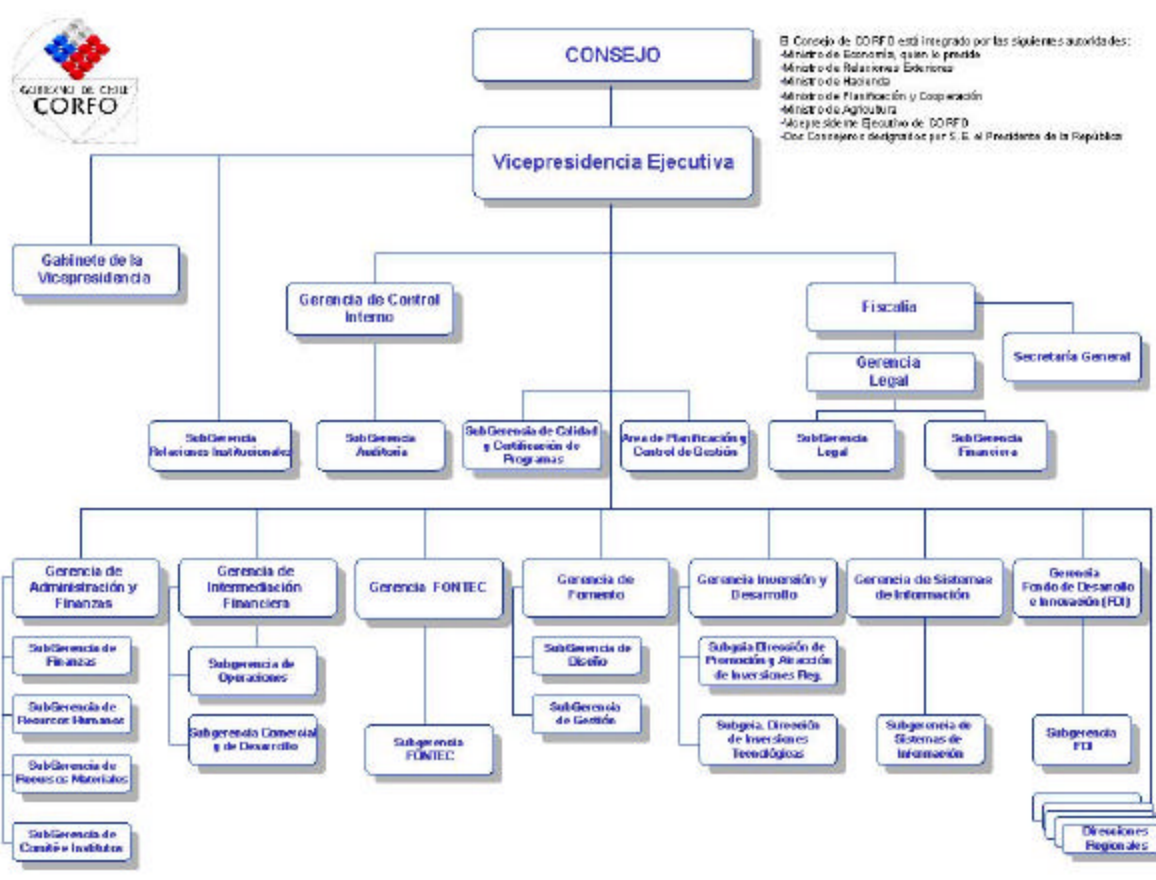 GOBIERNO DE CHILE
CORFO
CONSEJO
El Consejo de CORFO está integrado por las siguientes autoridades:
-Ministro de Economía, quien lo preside
-Ministro de Relaciones Exteriores
-Ministro de Hacienda
-Ministro de Planificación y Cooperación
-Ministro de Agricultura
-Vicepresidente Ejecutivo de CORFO
-Dos Consejeros designados por S.E. el Presidente de la República
Vicepresidencia Ejecutiva
Gabinete de la
Vicepresidencia
Gerencia de Control
Interno
Fiscalía
Secretaría General
Gerencia
Legal
SubGerencia
Relaciones Institucionales
SubGerencia
Auditoria
SubGerencia de Calidad
y Certificación de
Programas
Area de Planificación y
Control de Gestión
SubGerencia
Legal
SubGerencia
Financiera
Gerencia de
Administración y
Finanzas
Gerencia de
Intermediación
Financiera
Gerencia FONTEC
Gerencia de
Fomento
Gerencia Inversión y
Desarrollo
Gerencia de Sistemas
de Información
Gerencia
Fondo de Desarrollo
e Innovación (FDI)
SubGerencia de
Finanzas
SubGerencia de
Recursos Humanos
SubGerencia de
Recursos Materiales
SubGerencia de
Comité e Institutos
Subgerencia de
Operaciones
Subgerencia Comercial
y de Desarrollo
Subgerencia
FONTEC
SubGerencia de
Diseño
SubGerencia
de Gestión
Subgcia Dirección de
Promoción y Atracción
de Inversiones Reg.
Subgcia. Dirección
de Inversiones
Tecnológicas
Subgerencia de
Sistemas de
Información
Subgerencia
FDI
Direcciones
Regionales